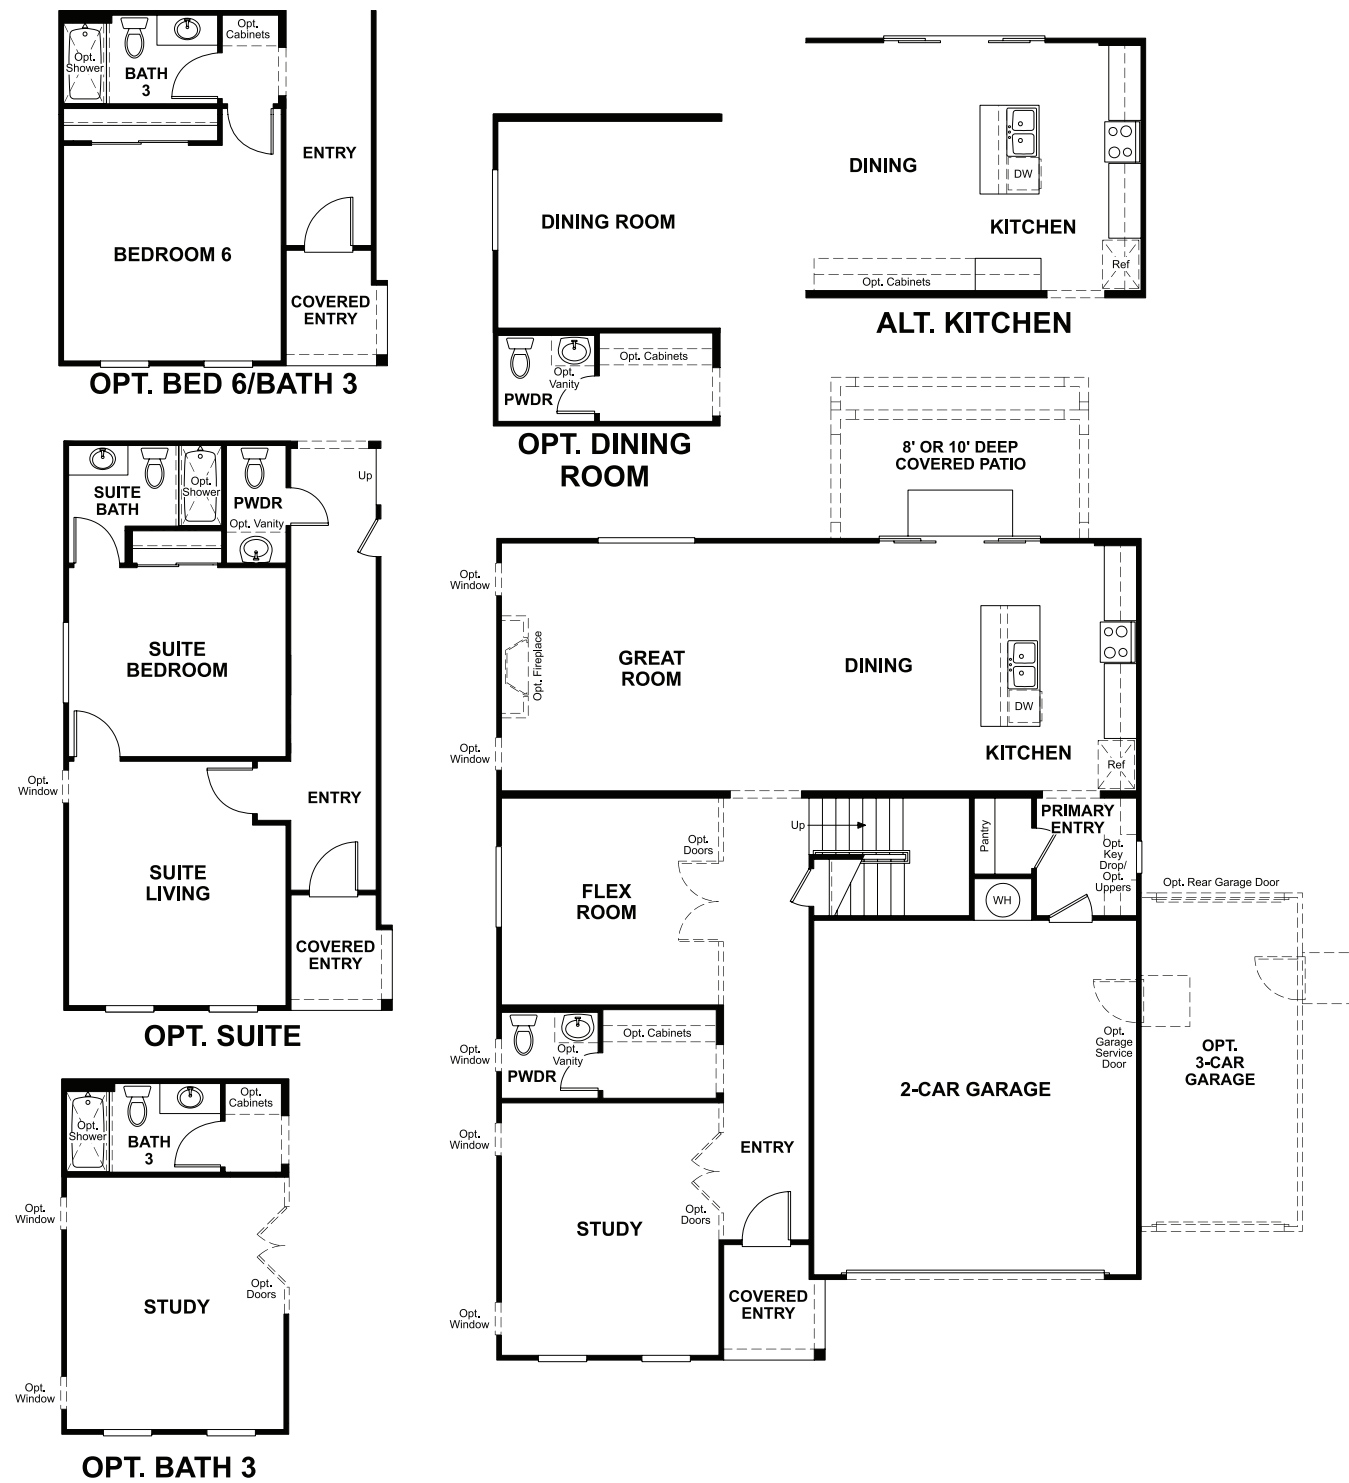 Opt.
Shower
BATH
3
Opt.
Cabinets
ENTRY
BEDROOM 6
COVERED
ENTRY
OPT. BED 6/BATH 3
DINING ROOM
Opt. Cabinets
Opt.
Vanity
PWDR
OPT. DINING
ROOM
DINING
DW
KITCHEN
Ref
Opt. Cabinets
ALT. KITCHEN
SUITE
BATH
Opt.
Shower
PWDR
Opt. Vanity
Up
SUITE
BEDROOM
Opt.
Window
ENTRY
SUITE
LIVING
COVERED
ENTRY
OPT. SUITE
Opt.
Shower
BATH
3
Opt.
Cabinets
Opt.
Window
Opt.
Doors
STUDY
Opt.
Window
OPT. BATH 3
8' OR 10' DEEP
COVERED PATIO
Opt.
Window
Opt. Fireplace
GREAT
ROOM
DINING
DW
KITCHEN
Ref
Opt.
Window
Up
Pantry
PRIMARY
ENTRY
Opt.
Key
Drop/
Opt.
Uppers
Opt.
Doors
FLEX
ROOM
WH
Opt. Rear Garage Door
Opt.
Window
Opt.
Vanity
PWDR
Opt. Cabinets
2-CAR GARAGE
Opt.
Garage
Service
Door
OPT.
3-CAR
GARAGE
Opt.
Window
ENTRY
Opt.
Doors
STUDY
Opt.
Window
COVERED
ENTRY